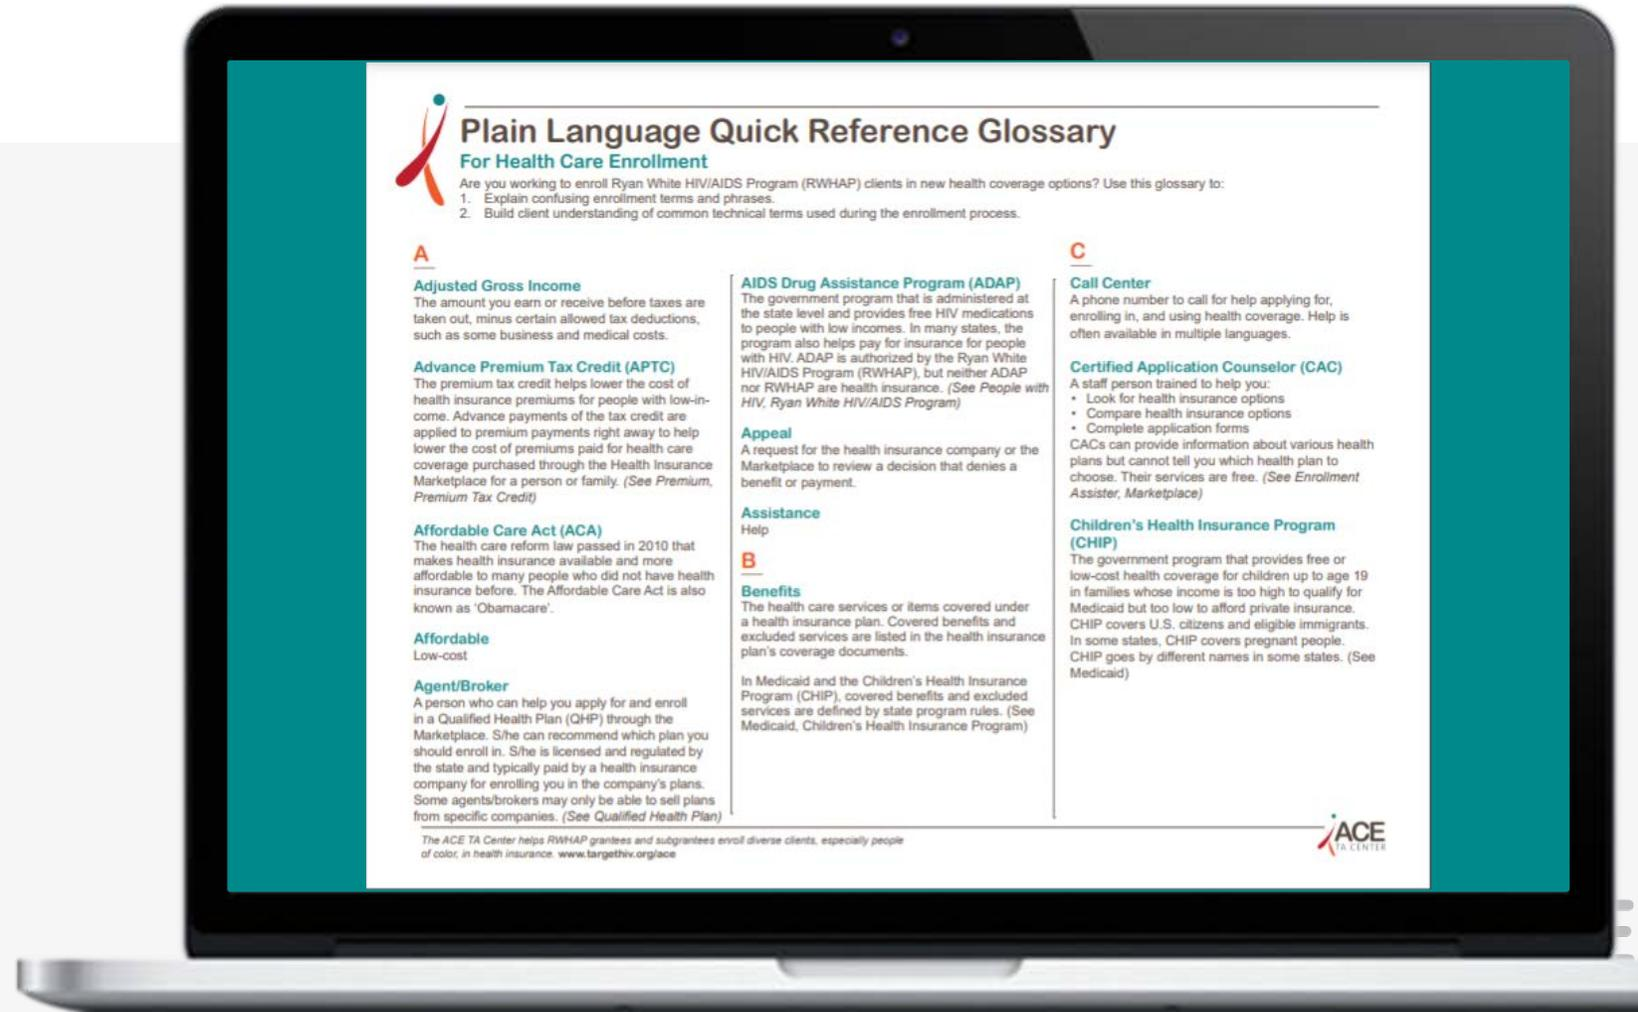 Plain Language Quick Reference Glossary
For Health Care Enrollment
Are you working to enroll Ryan White HIV/AIDS Program (RWHAP) clients in new health coverage options? Use this glossary to:
1. Explain confusing enrollment terms and phrases.
2. Build client understanding of common technical terms used during the enrollment process.
A
Adjusted Gross Income
The amount you earn or receive before taxes are
taken out, minus certain allowed tax deductions,
such as some business and medical costs.
Advance Premium Tax Credit (APTC)
The premium tax credit helps lower the cost of
health insurance premiums for people with low-in-
come. Advance payments of the tax credit are
applied to premium payments right away to help
lower the cost of premiums paid for health care
coverage purchased through the Health Insurance
Marketplace for a person or family. (See Premium,
Premium Tax Credit)
Affordable Care Act (ACA)
The health care reform law passed in 2010 that
makes health insurance available and more
affordable to many people who did not have health
insurance before. The Affordable Care Act is also
known as ‘Obamacare’.
Affordable
Low-cost
Agent/Broker
A person who can help you apply for and enroll
in a Qualified Health Plan (QHP) through the
Marketplace. S/he can recommend which plan you
should enroll in. S/he is licensed and regulated by
the state and typically paid by a health insurance
company for enrolling you in the company's plans.
Some agents/brokers may only be able to sell plans
from specific companies. (See Qualified Health Plan)
AIDS Drug Assistance Program (ADAP)
The government program that is administered at
the state level and provides free HIV medications
to people with low incomes. In many states, the
program also helps pay for insurance for people
with HIV. ADAP is authorized by the Ryan White
HIV/AIDS Program (RWHAP), but neither ADAP
nor RWHAP are health insurance. (See People with
HIV, Ryan White HIV/AIDS Program)
Appeal
A request for the health insurance company or the
Marketplace to review a decision that denies a
benefit or payment.
Assistance
Help
B
Benefits
The health care services or items covered under
a health insurance plan. Covered benefits and
excluded services are listed in the health insurance
plan's coverage documents.
In Medicaid and the Children's Health Insurance
Program (CHIP), covered benefits and excluded
services are defined by state program rules. (See
Medicaid, Children's Health Insurance Program)
C
Call Center
A phone number to call for help applying for,
enrolling in, and using health coverage. Help is
often available in multiple languages.
Certified Application Counselor (CAC)
A staff person trained to help you:
• Look for health insurance options
• Compare health insurance options
• Complete application forms
CACs can provide information about various health
plans but cannot tell you which health plan to
choose. Their services are free. (See Enrollment
Assister, Marketplace)
Children's Health Insurance Program
(CHIP)
The government program that provides free or
low-cost health coverage for children up to age 19
in families whose income is too high to qualify for
Medicaid but too low to afford private insurance.
CHIP covers U.S. citizens and eligible immigrants.
In some states, CHIP covers pregnant people.
CHIP goes by different names in some states. (See
Medicaid)
The ACE TA Center helps RWHAP grantees and subgrantees enroll diverse clients, especially people
of color, in health insurance. www.targethiv.org/ace
ACE
TA CENTER